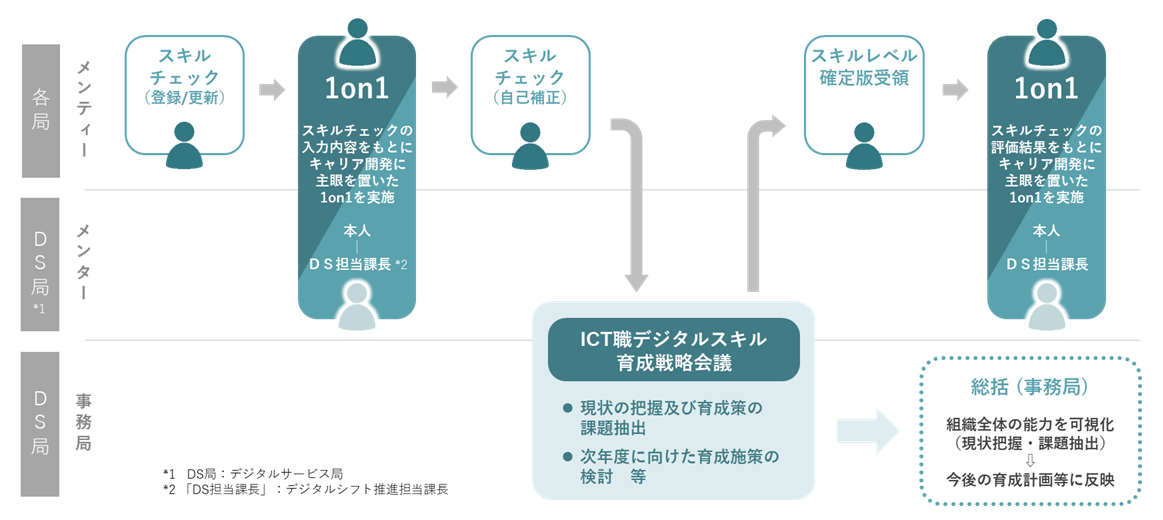 各局
メンティー
スキル
チェック
（登録/更新）
1on1
スキルチェックの
入力内容をもとに
キャリア開発に
主眼を置いた
1on1を実施
本人
ＤＳ担当課長 *2
スキル
チェック
（自己補正）
スキルレベル
確定版受領
1on1
スキルチェックの
評価結果をもとに
キャリア開発に
主眼を置いた
1on1を実施
本人
ＤＳ担当課長
ＤＳ局
*1
メンター
ＤＳ局
事務局
ICT職デジタルスキル
育成戦略会議
● 現状の把握及び育成策の
課題抽出
● 次年度に向けた育成施策の
検討　等
総括（事務局）
組織全体の能力を可視化
（現状把握・課題抽出）
今後の育成計画等に反映
*1　DS局：デジタルサービス局
*2 「DS担当課長」：デジタルシフト推進担当課長